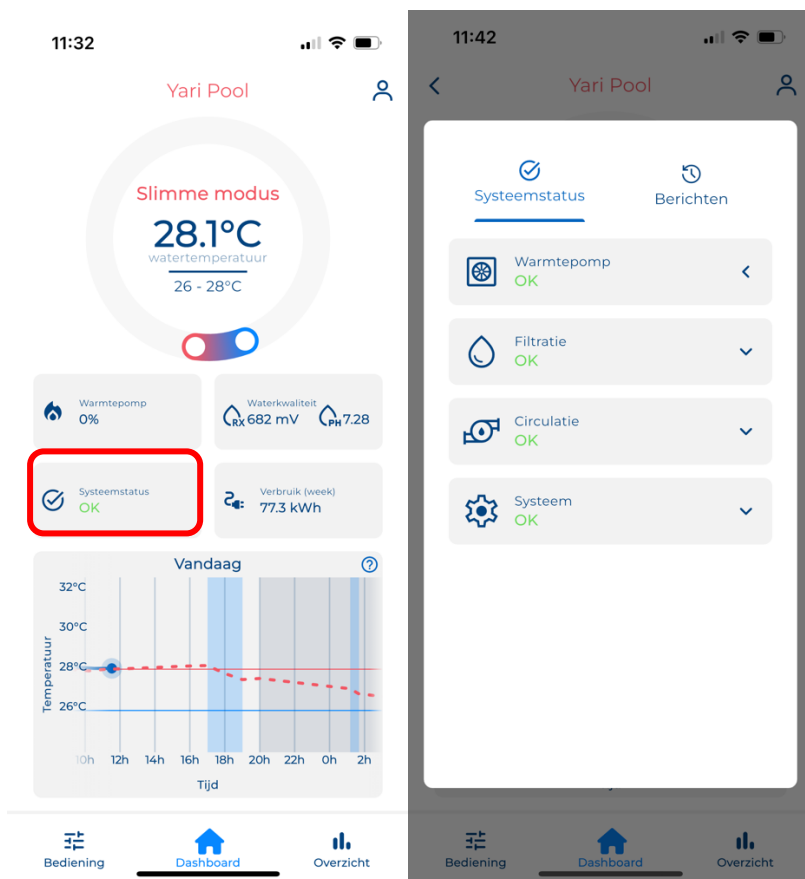 11:32
Yari Pool
Slimme modus
28.1°C
watertemperatuur
26 - 28°C
Warmtepomp
0%
Waterkwaliteit
RX 682 mV PH 7.28
Systeemstatus
OK
Verbruik (week)
77.3 kWh
Vandaag
?
32°C
30°C
28°C
26°C
Temperatuur
10h 12h 14h 16h 18h 20h 22h 0h 2h
Tijd
Bediening Dashboard Overzicht
11:42
Yari Pool
Systeemstatus Berichten
Warmtepomp
OK
Filtratie
OK
Circulatie
OK
Systeem
OK
Bediening Dashboard Overzicht